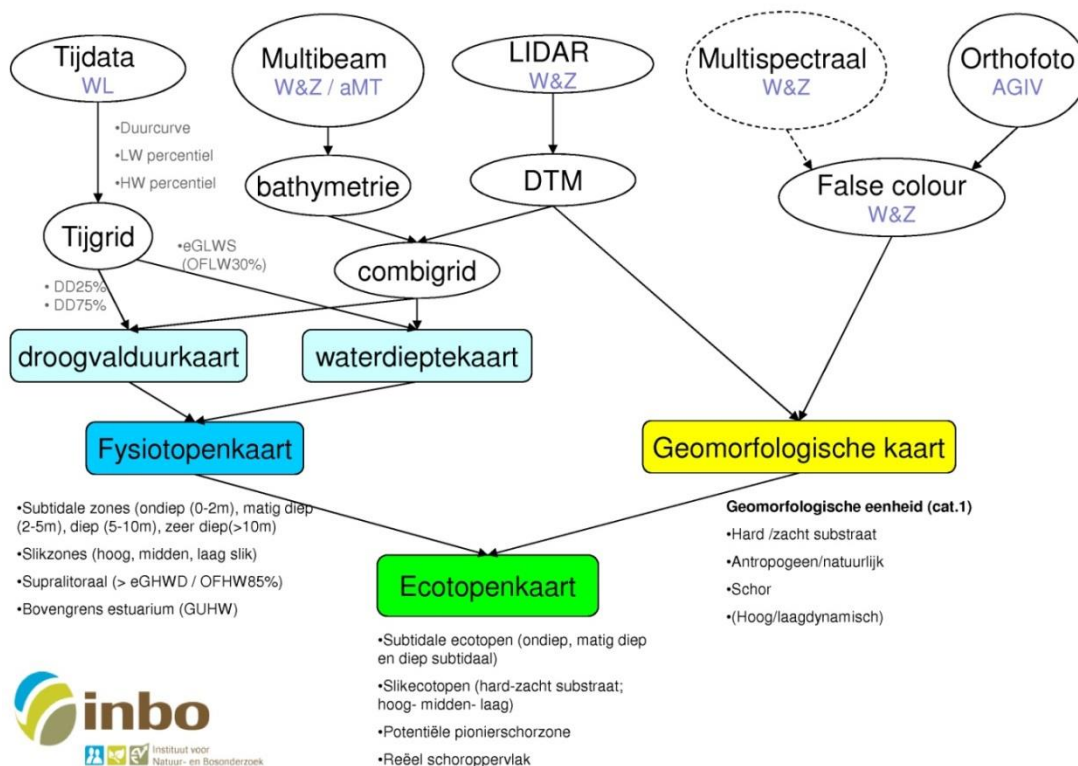 Tijdata
WL
Multibeam
W&Z / aMT
LIDAR
W&Z
Multispectraal
W&Z
Orthofoto
AGIV
•Duurcurve
•LW percentiel
•HW percentiel
bathymetrie
DTM
False colour
W&Z
Tijgrid
•eGLWS
(OFLW30%)
combigrid
• DD25%
• DD75%
droogvalduurkaart
waterdieptekaart
Fysiotopenkaart
Geomorfologische kaart
•Subtidale zones (ondiep (0-2m), matig diep
(2-5m), diep (5-10m), zeer diep(>10m)
•Slikzones (hoog, midden, laag slik)
•Supralitoraal (> eGHWD / OFHW85%)
•Bovengrens estuarium (GUHW)
Geomorfologische eenheid (cat.1)
•Hard /zacht substraat
•Antropogeen/natuurlijk
•Schor
•(Hoog/laagdynamisch)
Ecotopenkaart
•Subtidale ecotopen (ondiep, matig diep
en diep subtidaal)
•Slikecotopen (hard-zacht substraat;
hoog- midden- laag)
•Potentiële pionierschorzone
•Reëel schoroppervlak
inbo
Instituut voor
Natuur- en Bosonderzoek